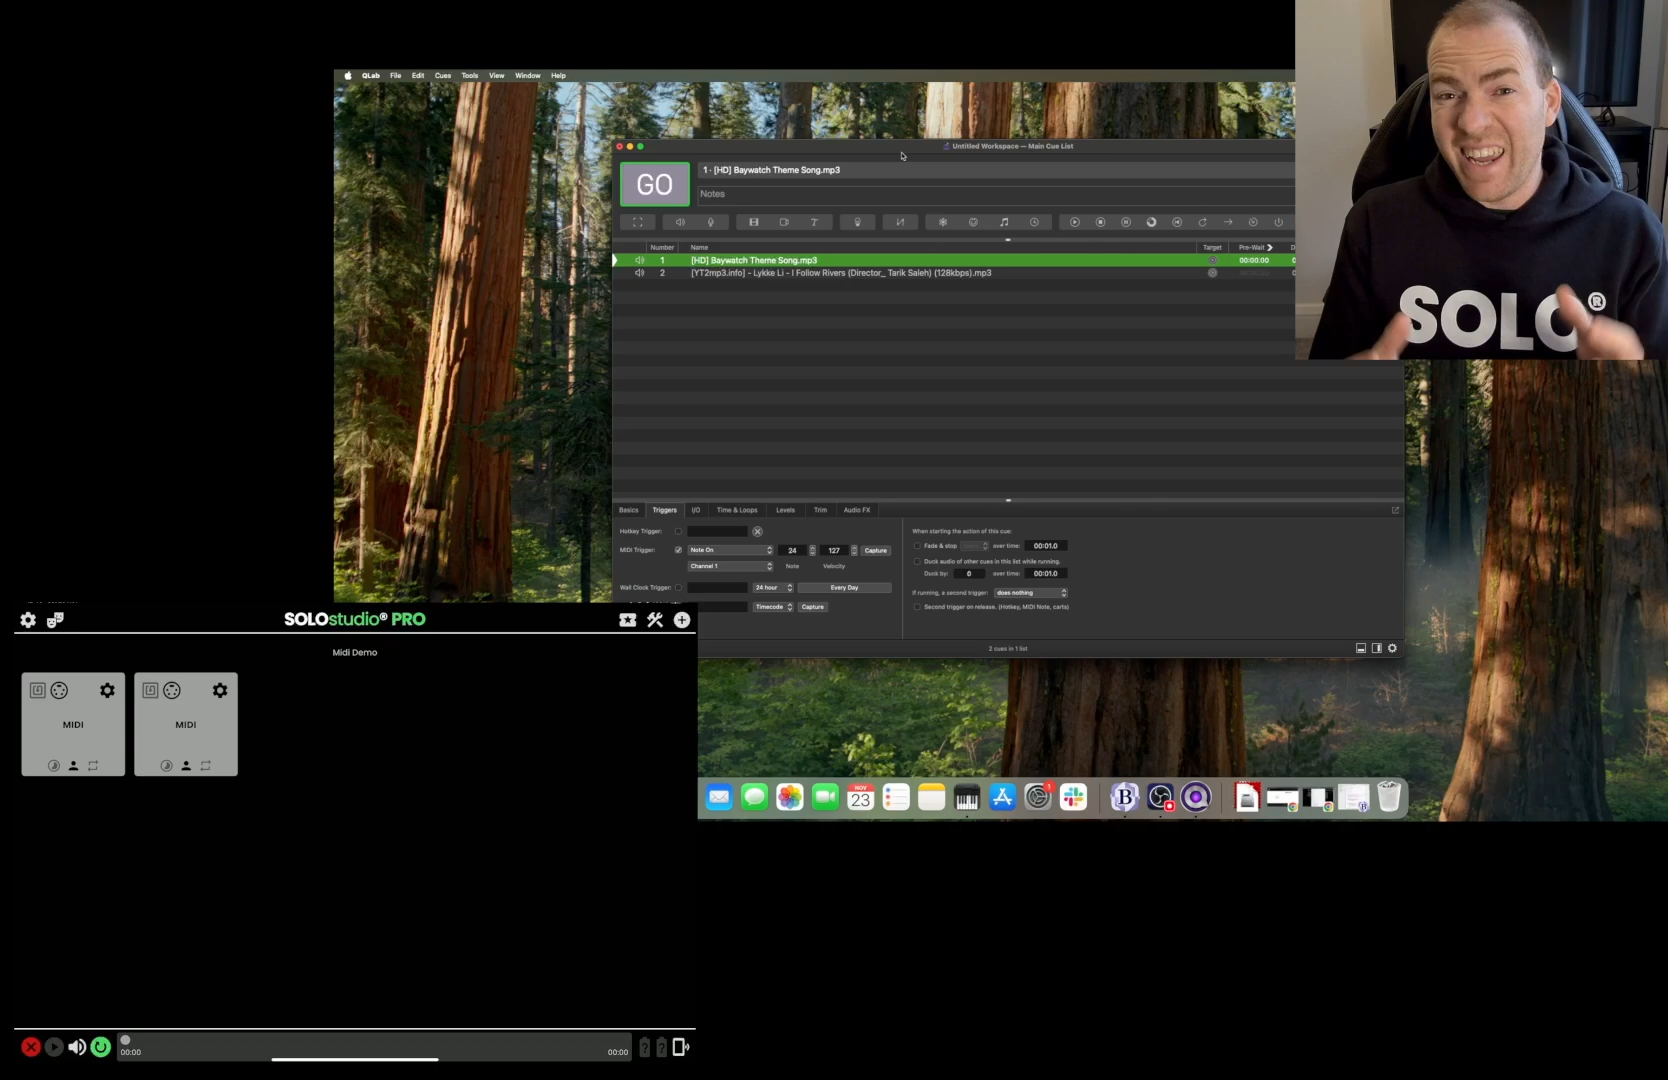 QLab File Edit Cues Tools View Window Help
Untitled Workspace — Main Cue List
GO
1 · [HD] Baywatch Theme Song.mp3
Notes
Number Name Target Pre-Wait
1 [HD] Baywatch Theme Song.mp3 00:00:00
2 [YT2mp3.info] - Lykke Li - I Follow Rivers (Director_ Tarik Saleh) (128kbps).mp3
SOLO®
Basics Triggers I/O Time & Loops Levels Trim Audio FX
Hotkey Trigger:
MIDI Trigger: Note On 24 127 Capture
Channel 1 Note Velocity
Wall Clock Trigger: 24 hour Every Day
Timecode Capture
When starting the action of this cue:
Fade & stop over time: 00:01.0
Duck audio of other cues in this list while running.
Duck by: 0 over time: 00:01.0
If running, a second trigger: does nothing
Second trigger on release. (Hotkey, MIDI Note, carts)
2 cues in 1 list
SOLOstudio® PRO
Midi Demo
MIDI MIDI
NOV
23
1
00:00 00:00